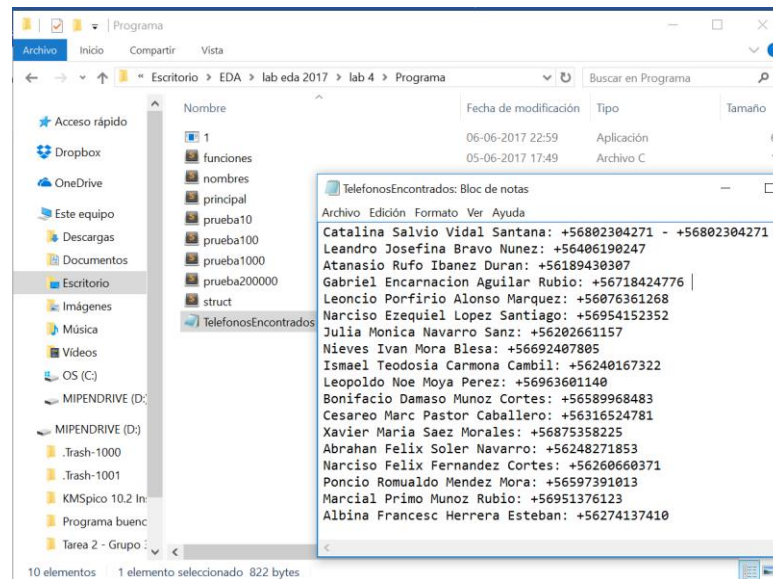 Programa
Archivo Inicio Compartir Vista
« Escritorio > EDA > lab eda 2017 > lab 4 > Programa
Buscar en Programa
Acceso rápido
Dropbox
OneDrive
Este equipo
Descargas
Documentos
Escritorio
Imágenes
Música
Vídeos
OS (C:)
MIPENDRIVE (D:
MIPENDRIVE (D:)
.Trash-1000
.Trash-1001
KMSpico 10.2 In
Programa buenc
Tarea 2 - Grupo
Nombre Fecha de modificación Tipo Tamaño
1 06-06-2017 22:59 Aplicación
funciones 05-06-2017 17:49 Archivo C
nombres
principal
prueba10
prueba100
prueba1000
prueba200000
struct
TelefonosEncontrados
TelefonosEncontrados: Bloc de notas
Archivo Edición Formato Ver Ayuda
Catalina Salvio Vidal Santana: +56802304271 - +56802304271
Leandro Josefina Bravo Nunez: +56406190247
Atanasio Rufo Ibanez Duran: +56189430307
Gabriel Encarnacion Aguilar Rubio: +56718424776
Leoncio Porfirio Alonso Marquez: +56076361268
Narciso Ezequiel Lopez Santiago: +56954152352
Julia Monica Navarro Sanz: +56202661157
Nieves Ivan Mora Blesa: +56692407805
Ismael Teodosia Carmona Cambil: +56240167322
Leopoldo Noe Moya Perez: +56963601140
Bonifacio Damaso Munoz Cortes: +56589968483
Cesareo Marc Pastor Caballero: +56316524781
Xavier Maria Saez Morales: +56875358225
Abrahan Felix Soler Navarro: +56248271853
Narciso Felix Fernandez Cortes: +56260660371
Poncio Romualdo Mendez Mora: +56597391013
Marcial Primo Munoz Rubio: +56951376123
Albina Francesc Herrera Esteban: +56274137410
10 elementos 1 elemento seleccionado 822 bytes